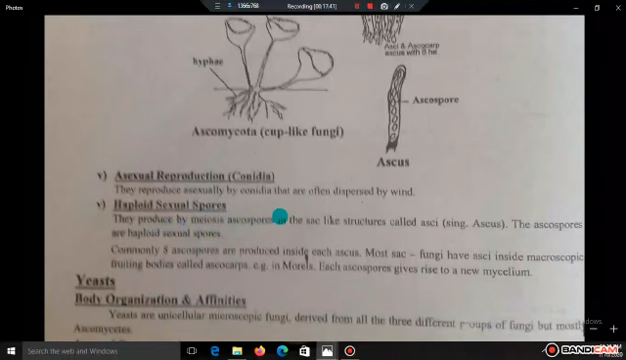 Photos
1366x768
Recording [00:17:41]
Asci & Ascocarp
ascus with 8 ha
hyphae
Ascospore
Ascomycota (cup-like fungi)
Ascus
v) Asexual Reproduction (Conidia)
They reproduce asexually by conidia that are often dispersed by wind.
v) Haploid Sexual Spores
They produce by meiosis ascospores the sac like structures called asci (sing. Ascus). The ascospores
are haploid sexual spores.
Commonly 8 ascospores are produced inside each ascus. Most sac – fungi have asci inside macroscopic
fruiting bodies called ascocarps. e.g. in Morels. Each ascospores gives rise to a new mycelium.
Yeasts
Body Organization & Affinities
Yeasts are unicellular microscopic fungi, derived from all the three different groups of fungi but mostly
Ascomycetes.
Search the web and Windows
BANDICAM